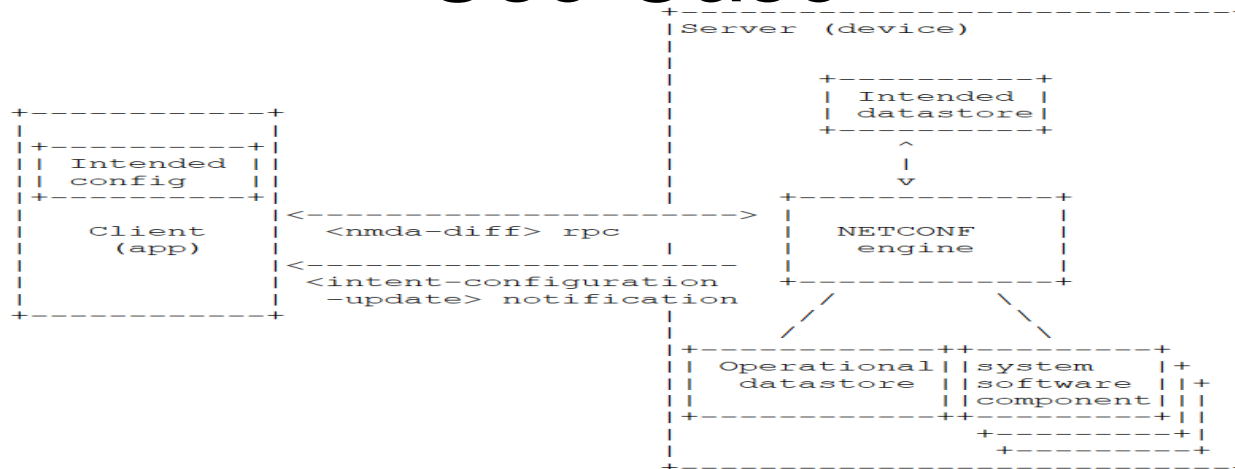 Server (device)
Intended
datastore
Intended
config
Client
(app)
<nmda-diff> rpc
<intent-configuration
-update> notification
NETCONF
engine
Operational
datastore
system
software
component